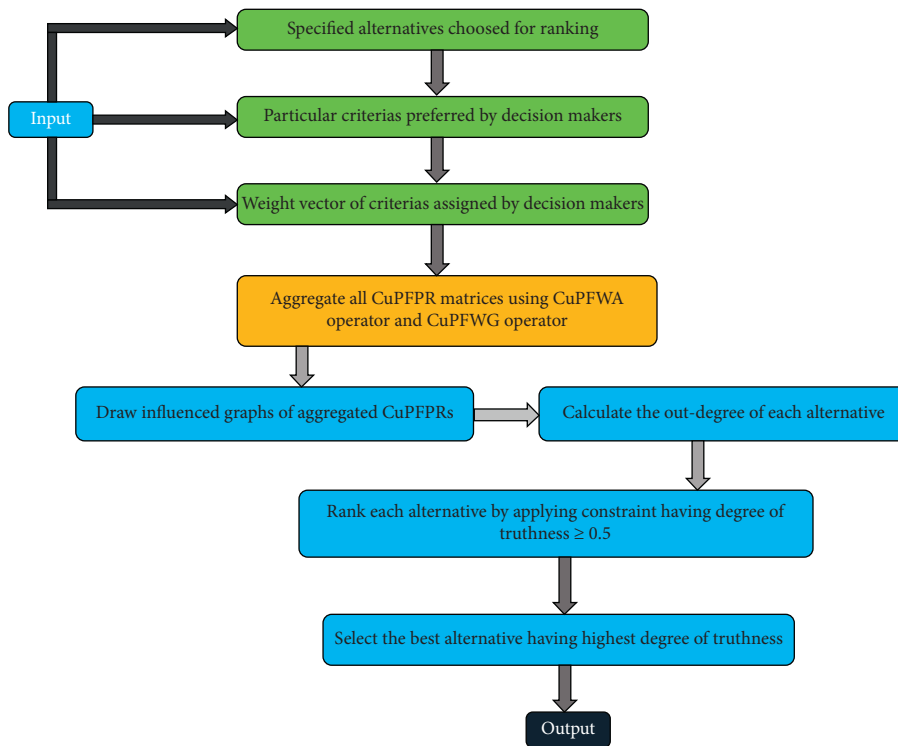 Specified alternatives choosed for ranking
Input
Particular criterias preferred by decision makers
Weight vector of criterias assigned by decision makers
Aggregate all CuPFPR matrices using CuPFWA
operator and CuPFWG operator
Draw influenced graphs of aggregated CuPFPRs
Calculate the out-degree of each alternative
Rank each alternative by applying constraint having degree of
truthness ≥ 0.5
Select the best alternative having highest degree of truthness
Output